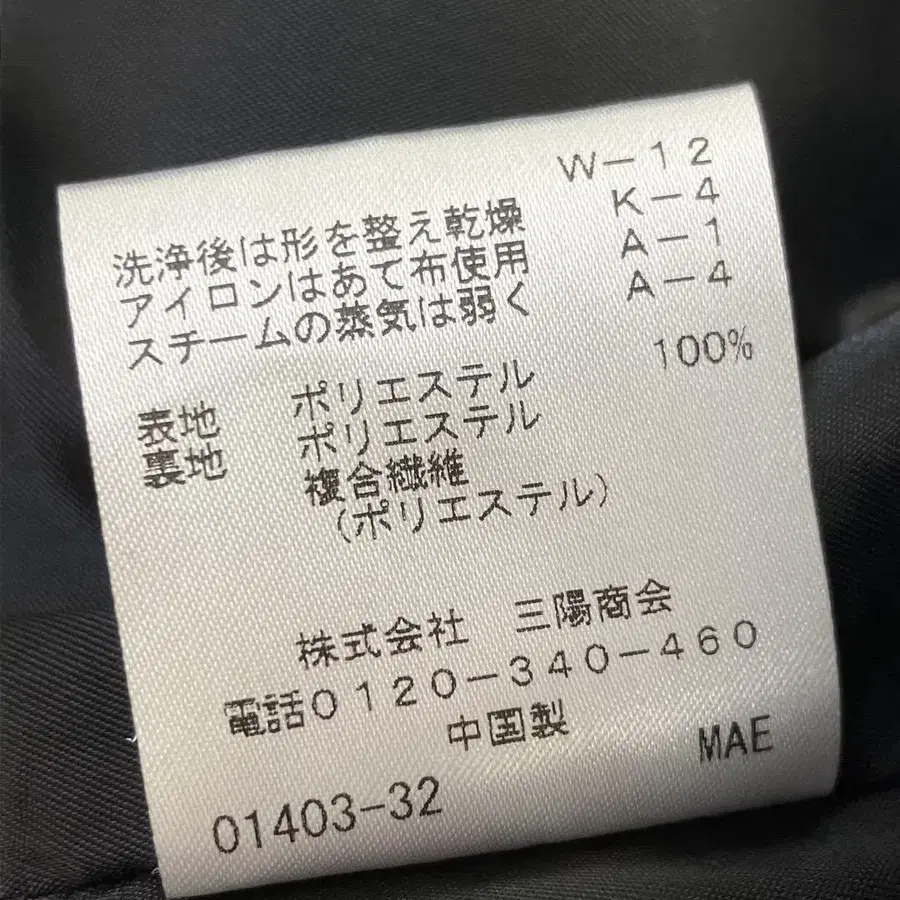 W-12
洗浄後は形を整え乾燥 K-4
アイロンはあて布使用 A-1
スチームの蒸気は弱く A-4
表地 ポリエステル 100%
裏地 ポリエステル
複合繊維
(ポリエステル)
株式会社 三陽商会
電話0120-340-460
中国製
MAE
01403-32